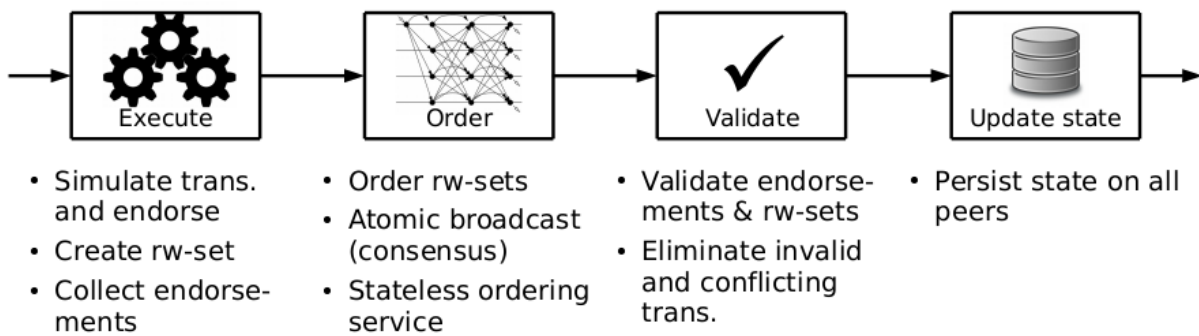 Execute
Order
Validate
Update state
• Simulate trans.
and endorse
• Create rw-set
• Collect endorse-
ments
• Order rw-sets
• Atomic broadcast
(consensus)
• Stateless ordering
service
• Validate endorse-
ments & rw-sets
• Eliminate invalid
and conflicting
trans.
• Persist state on all
peers